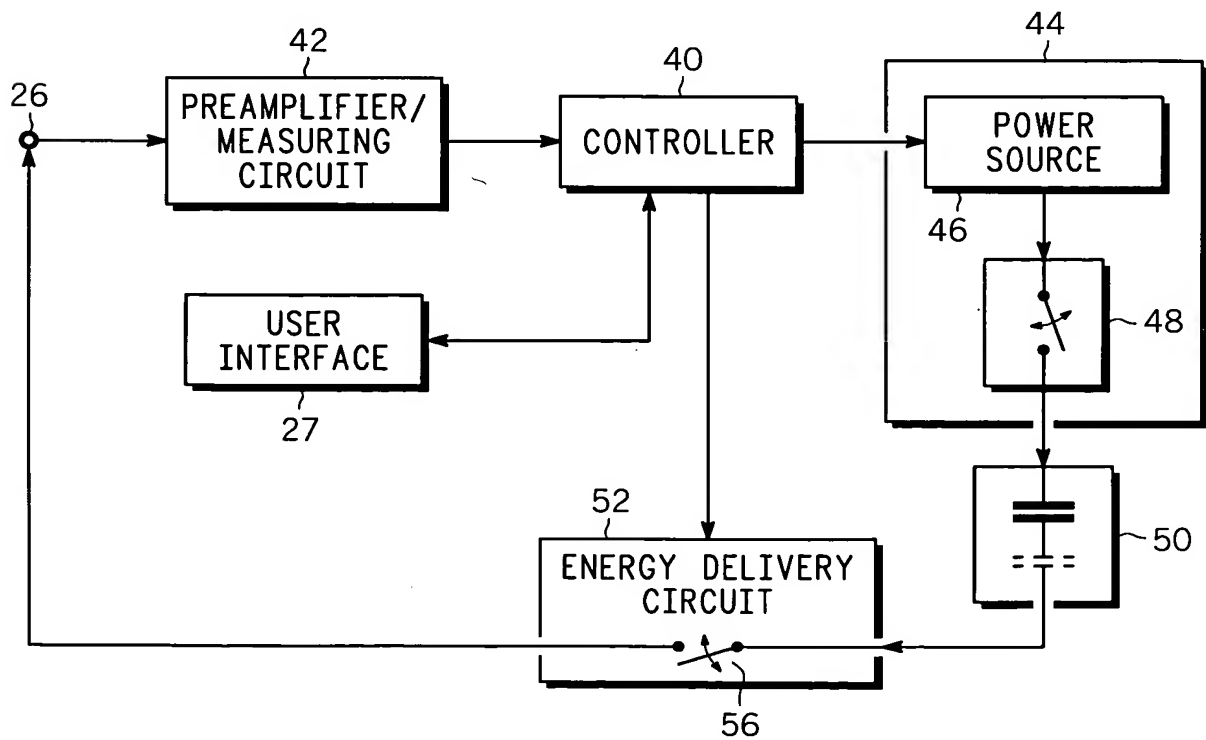 42
40
44
26
PREAMPLIFIER/
MEASURING
CIRCUIT
CONTROLLER
POWER
SOURCE
46
48
USER
INTERFACE
27
52
50
ENERGY DELIVERY
CIRCUIT
56